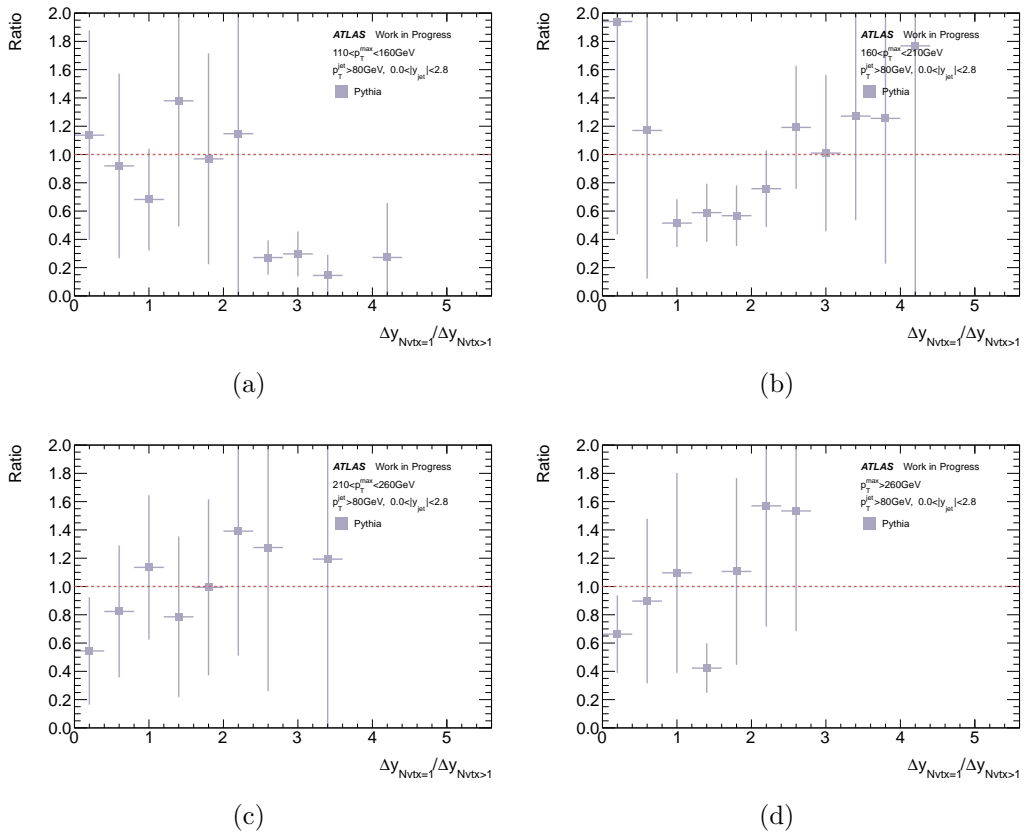 Ratio
2.0
1.8
1.6
1.4
1.2
1.0
0.8
0.6
0.4
0.2
0.0
ATLAS Work in Progress
110<p_T^max<160GeV
p_T^jet>80GeV, 0.0<|y_jet|<2.8
Pythia
0 1 2 3 4 5
Δy_Nvtx=1/Δy_Nvtx>1
(a)
Ratio
2.0
1.8
1.6
1.4
1.2
1.0
0.8
0.6
0.4
0.2
0.0
ATLAS Work in Progress
160<p_T^max<210GeV
p_T^jet>80GeV, 0.0<|y_jet|<2.8
Pythia
0 1 2 3 4 5
Δy_Nvtx=1/Δy_Nvtx>1
(b)
Ratio
2.0
1.8
1.6
1.4
1.2
1.0
0.8
0.6
0.4
0.2
0.0
ATLAS Work in Progress
210<p_T^max<260GeV
p_T^jet>80GeV, 0.0<|y_jet|<2.8
Pythia
0 1 2 3 4 5
Δy_Nvtx=1/Δy_Nvtx>1
(c)
Ratio
2.0
1.8
1.6
1.4
1.2
1.0
0.8
0.6
0.4
0.2
0.0
ATLAS Work in Progress
p_T^max>260GeV
p_T^jet>80GeV, 0.0<|y_jet|<2.8
Pythia
0 1 2 3 4 5
Δy_Nvtx=1/Δy_Nvtx>1
(d)